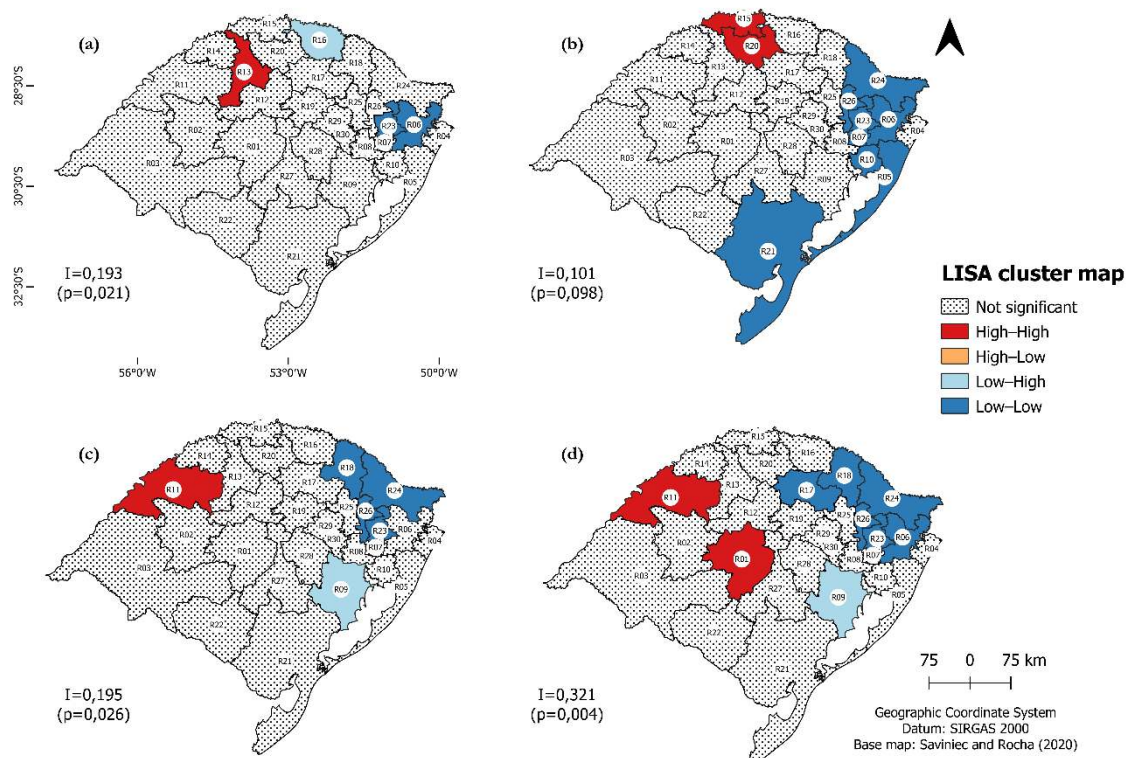 (a)
R15
R16
R14
R20
R13
R18
R11
R17
R24
R12
R25
R26
R19
R02
R29
R23
R06
R01
R30
R07
R04
R03
R08
R28
R10
R27
R09
R05
R22
R21
28°30'S
30°30'S
32°30'S
I=0,193
(p=0,021)
56°0'W
53°0'W
50°0'W
(b)
R15
R16
R14
R20
R13
R18
R11
R17
R24
R12
R25
R26
R19
R02
R29
R23
R06
R01
R30
R07
R04
R03
R08
R28
R10
R27
R09
R05
R22
R21
I=0,101
(p=0,098)
LISA cluster map
Not significant
High–High
High–Low
Low–High
Low–Low
(c)
R15
R16
R14
R20
R18
R13
R11
R17
R24
R12
R25
R26
R19
R02
R29
R23
R06
R01
R30
R07
R04
R03
R08
R28
R10
R27
R09
R05
R22
R21
I=0,195
(p=0,026)
(d)
R15
R16
R14
R20
R18
R13
R11
R17
R24
R12
R25
R26
R19
R02
R29
R23
R06
R01
R30
R07
R04
R03
R08
R28
R10
R27
R09
R05
R22
R21
I=0,321
(p=0,004)
75 0 75 km
Geographic Coordinate System
Datum: SIRGAS 2000
Base map: Saviniec and Rocha (2020)